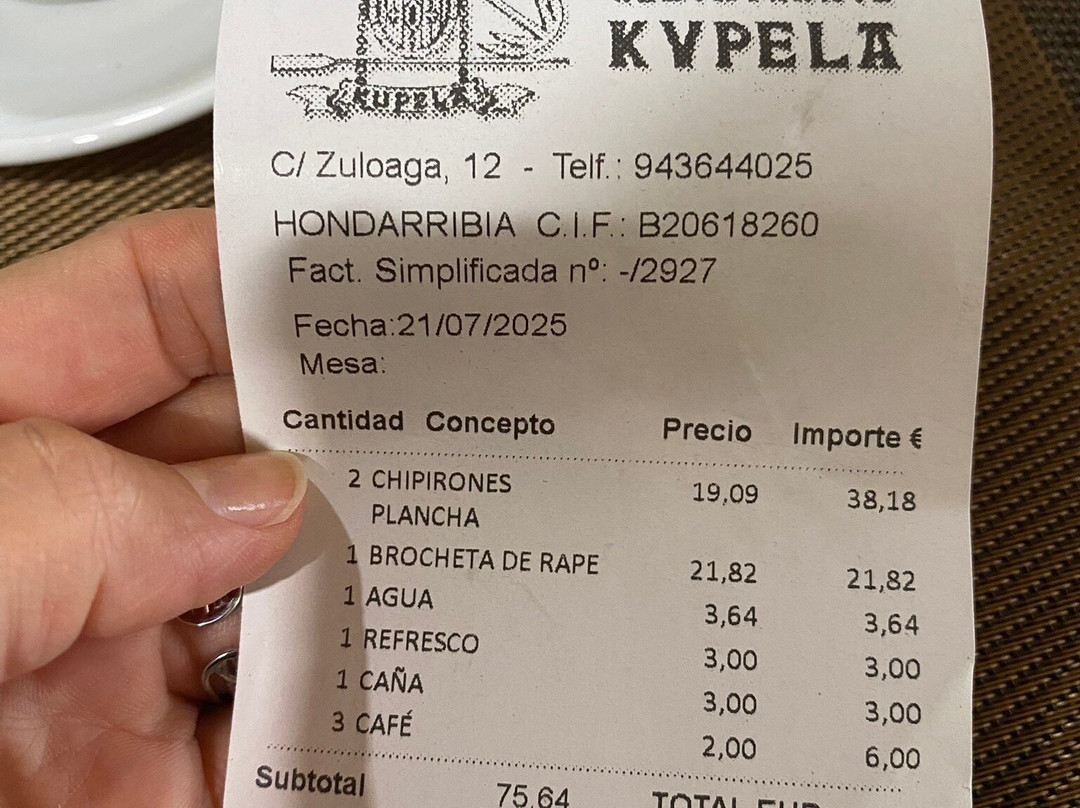 KVPELA
KUPELA
C/ Zuloaga, 12 - Telf.: 943644025
HONDARRIBIA C.I.F.: B20618260
Fact. Simplificada nº: -/2927
Fecha:21/07/2025
Mesa:
Cantidad Concepto Precio Importe €
2 CHIPIRONES PLANCHA 19,09 38,18
1 BROCHETA DE RAPE 21,82 21,82
1 AGUA 3,64 3,64
1 REFRESCO 3,00 3,00
1 CAÑA 3,00 3,00
3 CAFÉ 2,00 6,00
Subtotal 75,64 TOTAL EUR